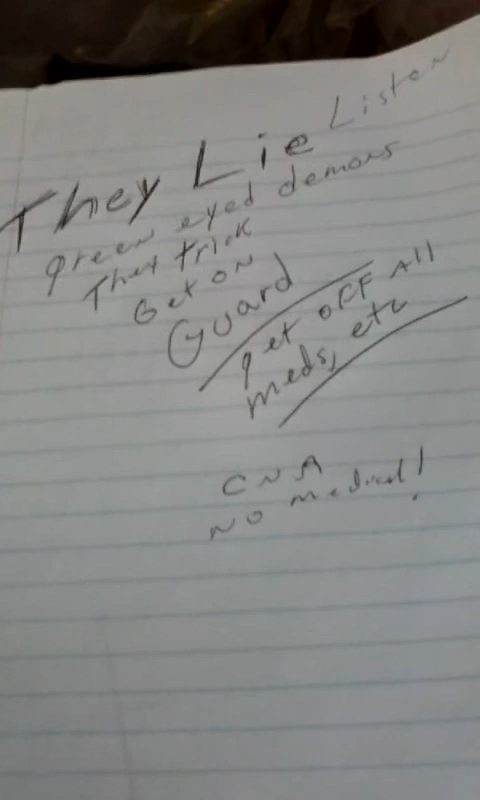 They Lie Listen
green eyed demons
They trick
Get on
Guard
get off All
meds, etc
CNA
No medical!